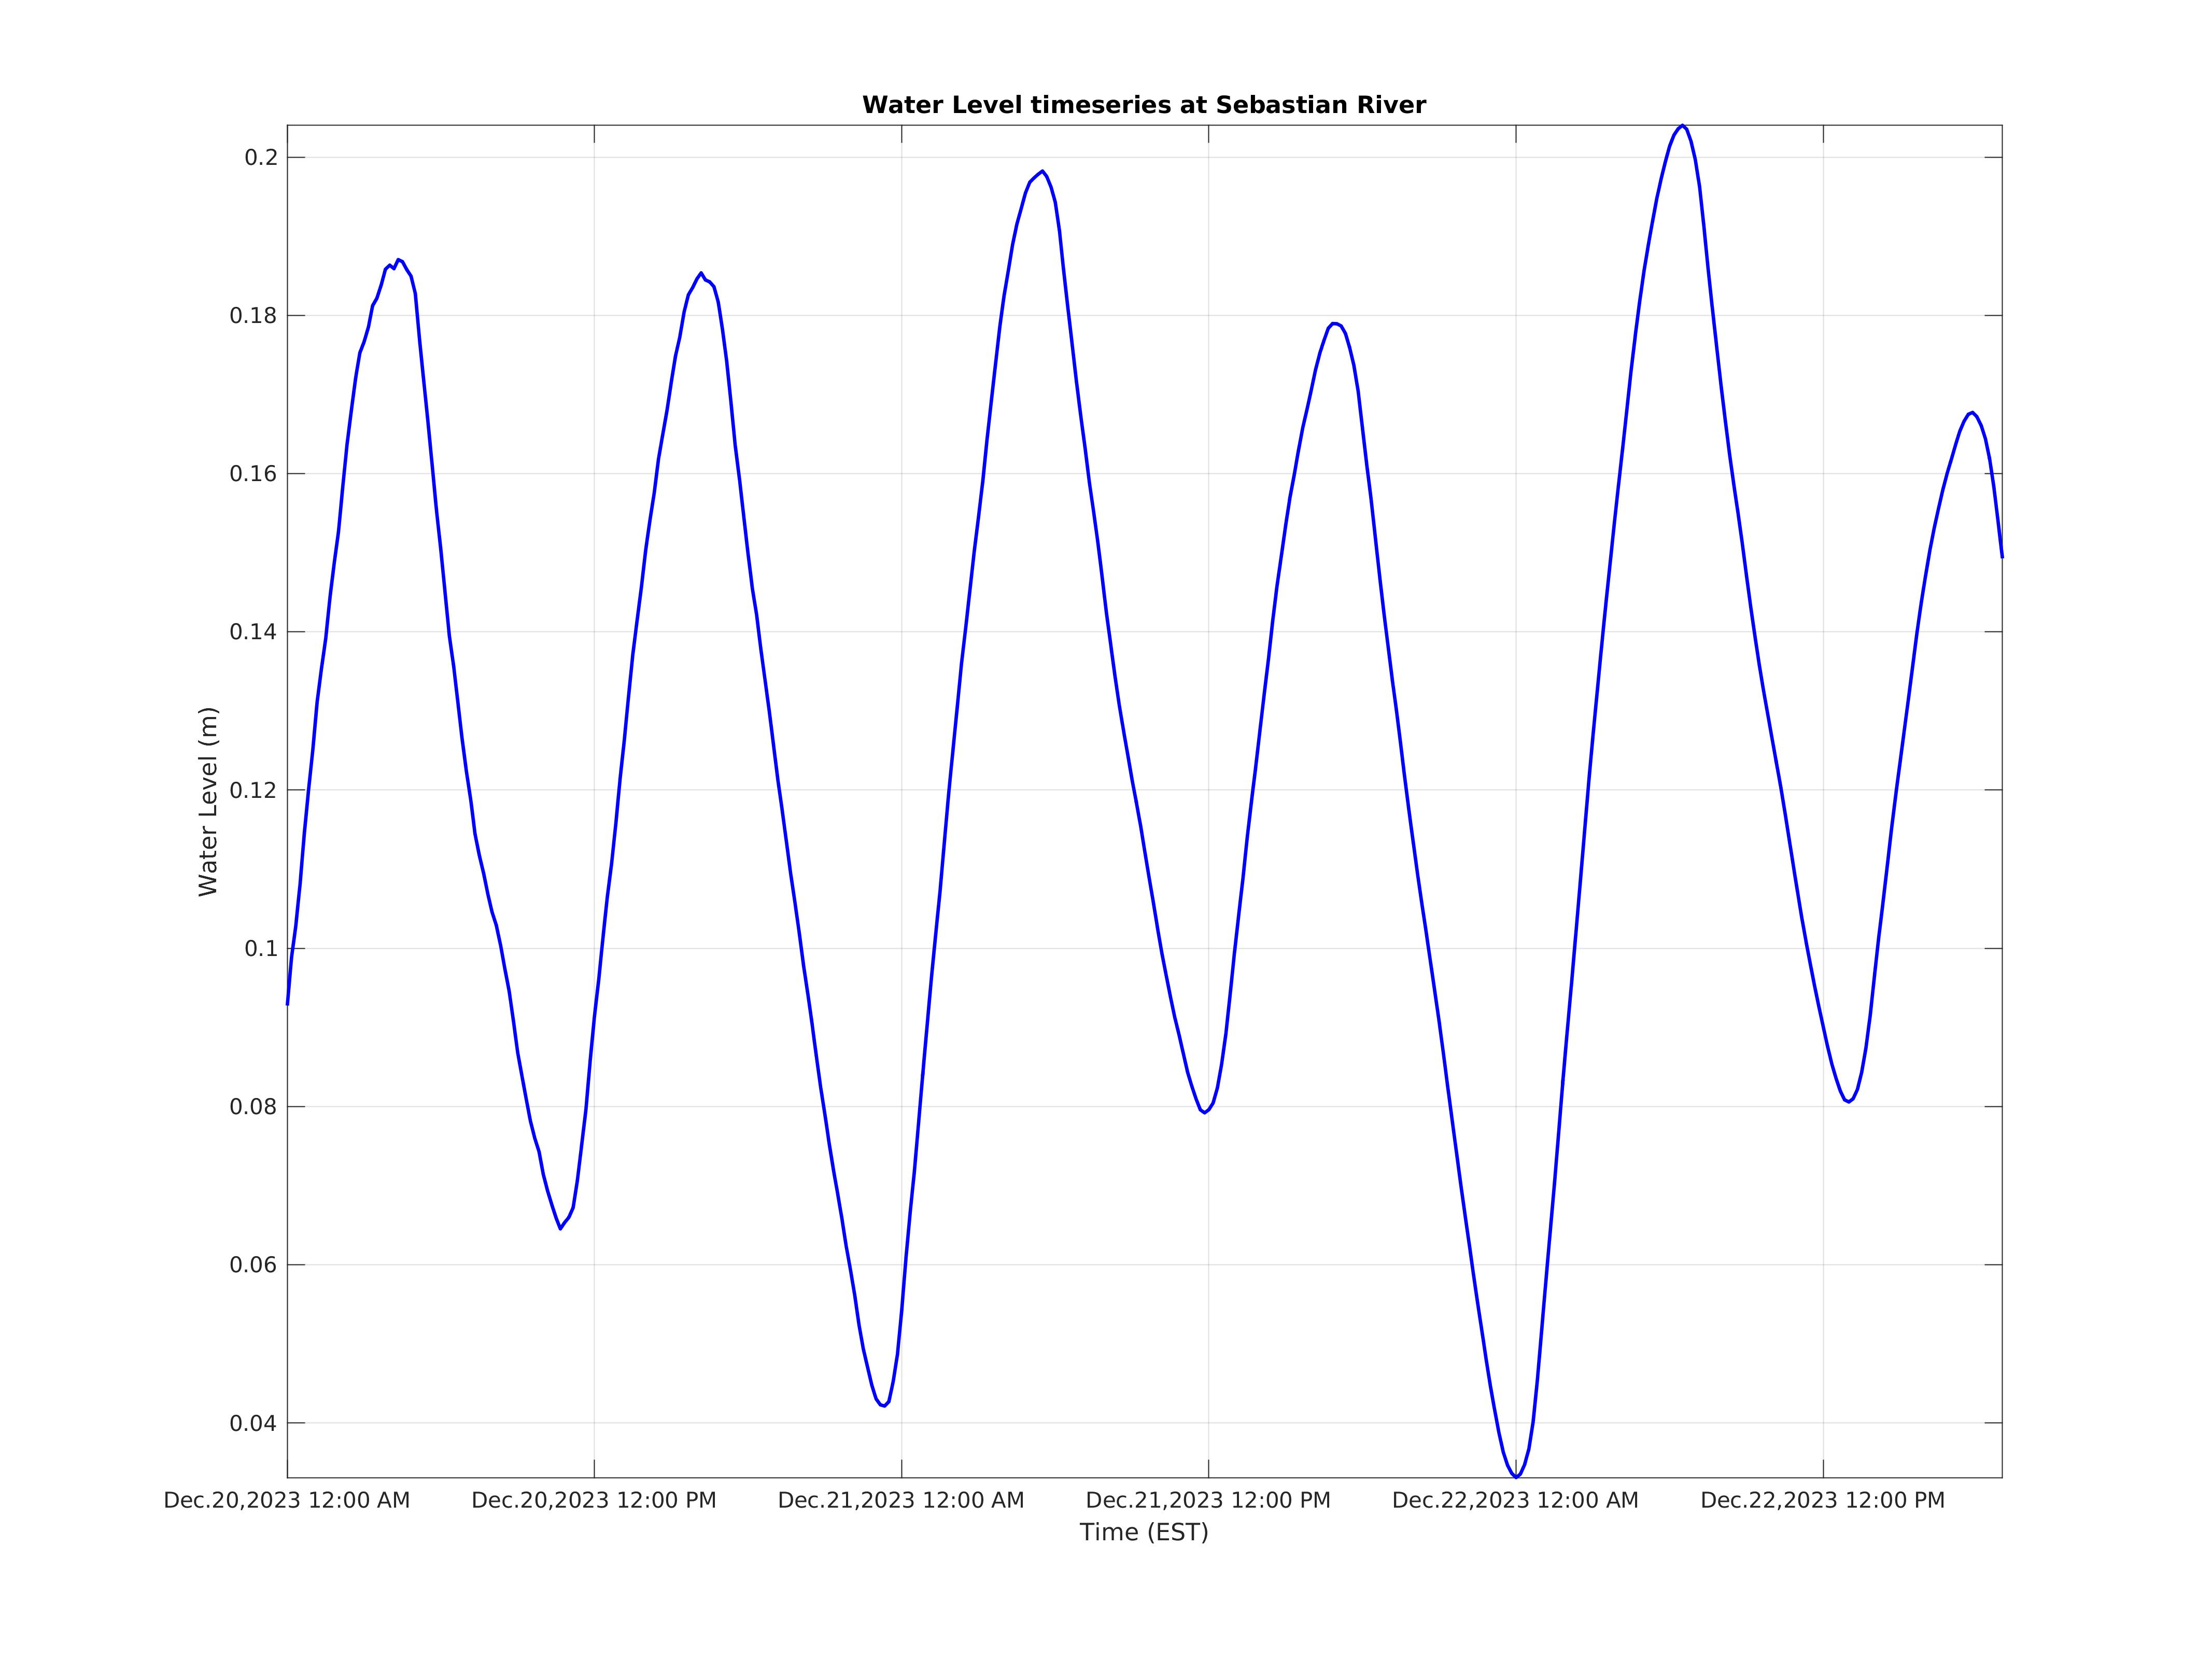 Water Level timeseries at Sebastian River
0.2
0.18
0.16
0.14
0.12
0.1
0.08
0.06
0.04
Water Level (m)
Dec.20,2023 12:00 AM Dec.20,2023 12:00 PM Dec.21,2023 12:00 AM Dec.21,2023 12:00 PM Dec.22,2023 12:00 AM Dec.22,2023 12:00 PM
Time (EST)